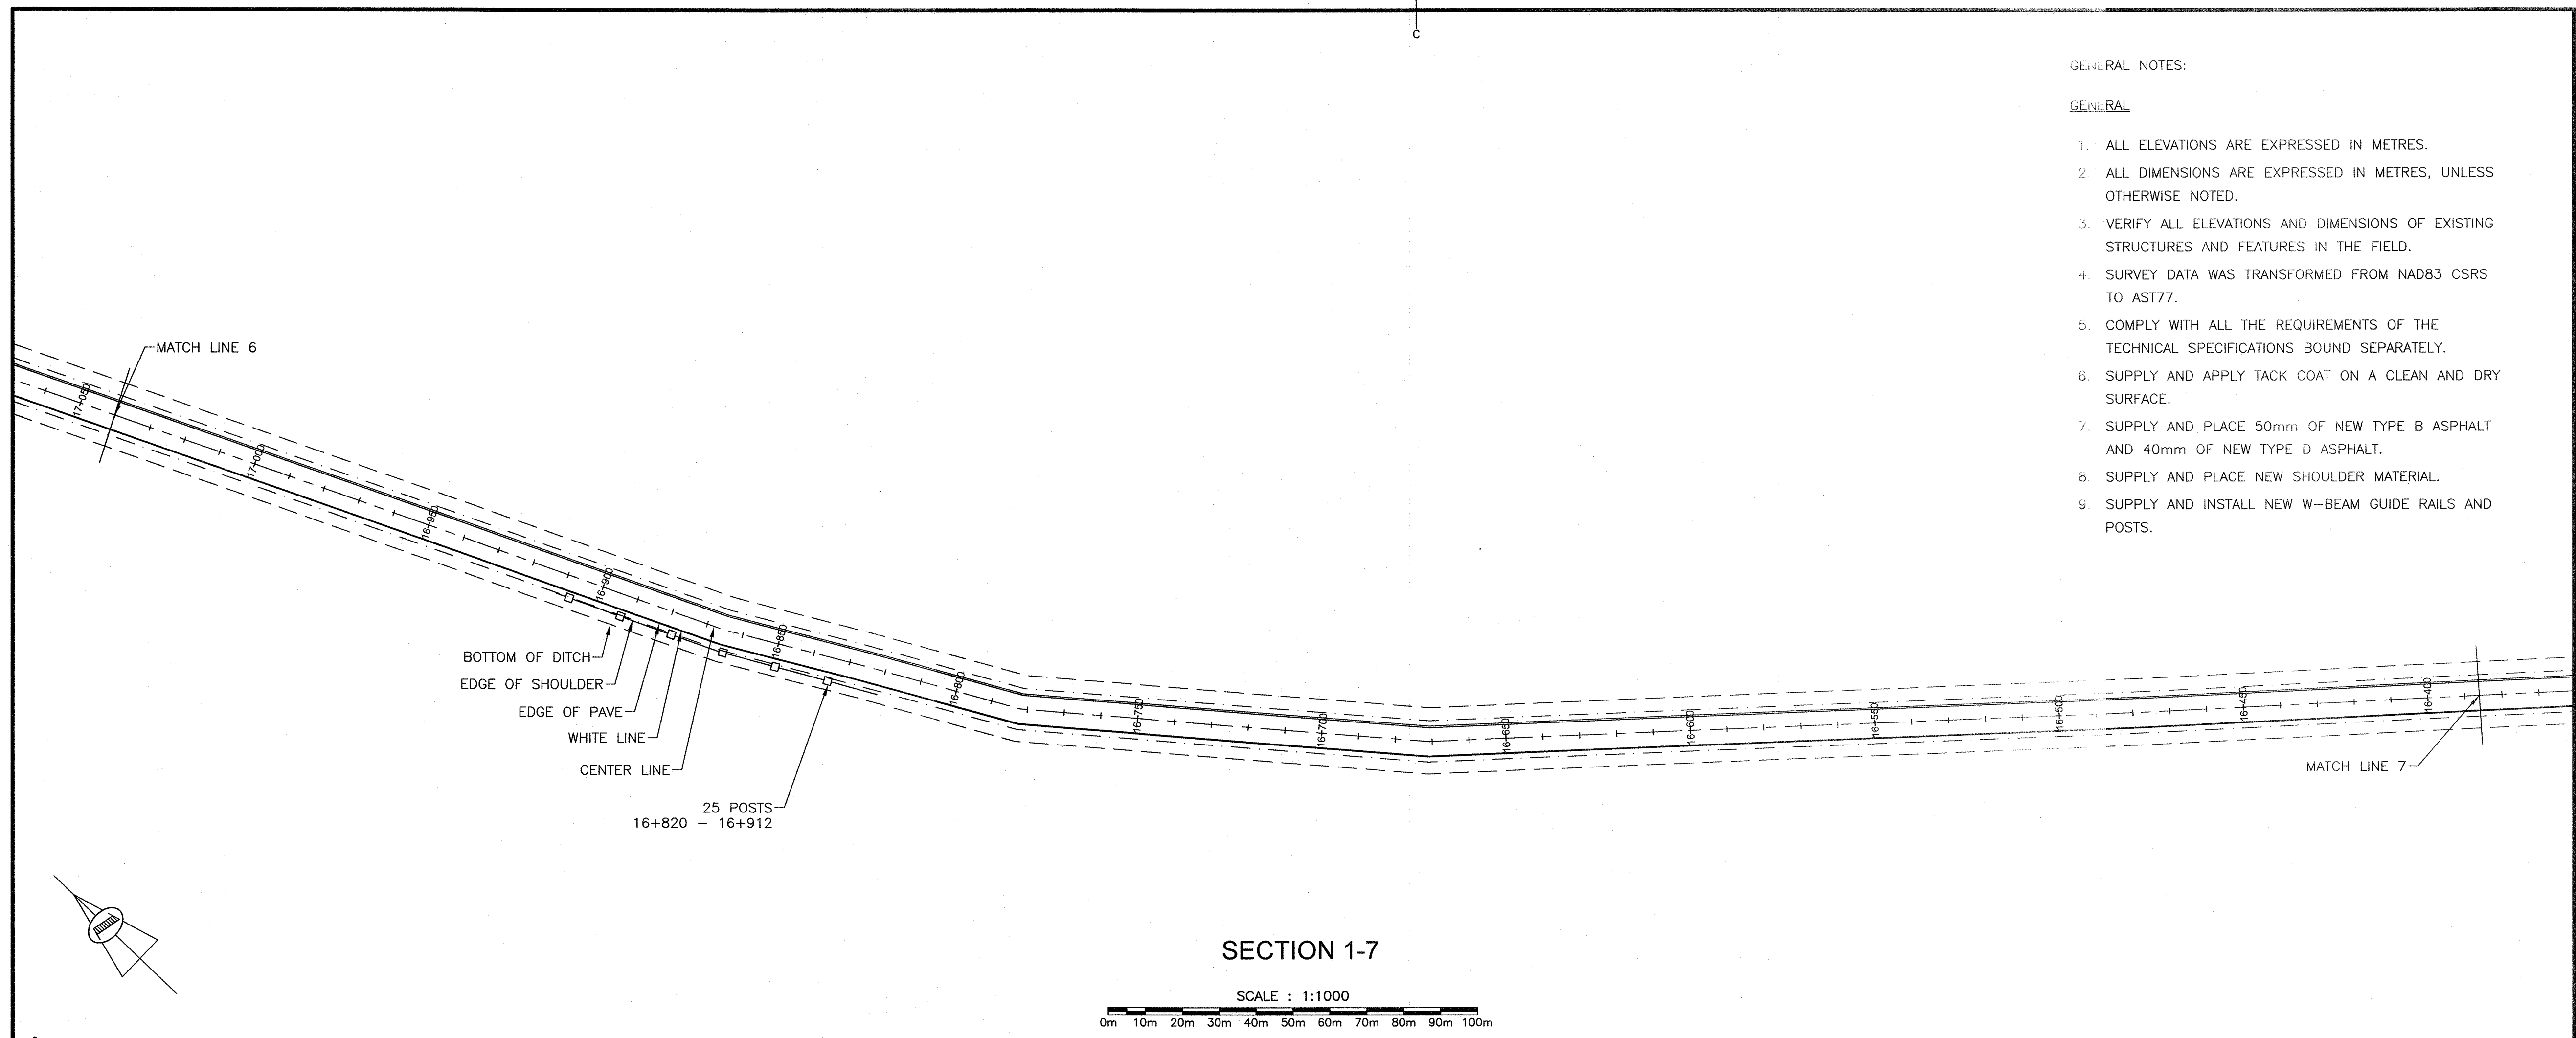 C
GENERAL NOTES:
GENERAL
1. ALL ELEVATIONS ARE EXPRESSED IN METRES.
2. ALL DIMENSIONS ARE EXPRESSED IN METRES, UNLESS
OTHERWISE NOTED.
3. VERIFY ALL ELEVATIONS AND DIMENSIONS OF EXISTING
STRUCTURES AND FEATURES IN THE FIELD.
4. SURVEY DATA WAS TRANSFORMED FROM NAD83 CSRS
TO AST77.
5. COMPLY WITH ALL THE REQUIREMENTS OF THE
TECHNICAL SPECIFICATIONS BOUND SEPARATELY.
6. SUPPLY AND APPLY TACK COAT ON A CLEAN AND DRY
SURFACE.
7. SUPPLY AND PLACE 50mm OF NEW TYPE B ASPHALT
AND 40mm OF NEW TYPE D ASPHALT.
8. SUPPLY AND PLACE NEW SHOULDER MATERIAL.
9. SUPPLY AND INSTALL NEW W-BEAM GUIDE RAILS AND
POSTS.
MATCH LINE 6
17+050
17+000
16+950
16+900
16+850
16+800
16+750
16+700
16+650
16+600
16+550
16+500
16+450
16+400
BOTTOM OF DITCH
EDGE OF SHOULDER
EDGE OF PAVE
WHITE LINE
CENTER LINE
25 POSTS
16+820 - 16+912
MATCH LINE 7
SECTION 1-7
SCALE : 1:1000
0m 10m 20m 30m 40m 50m 60m 70m 80m 90m 100m